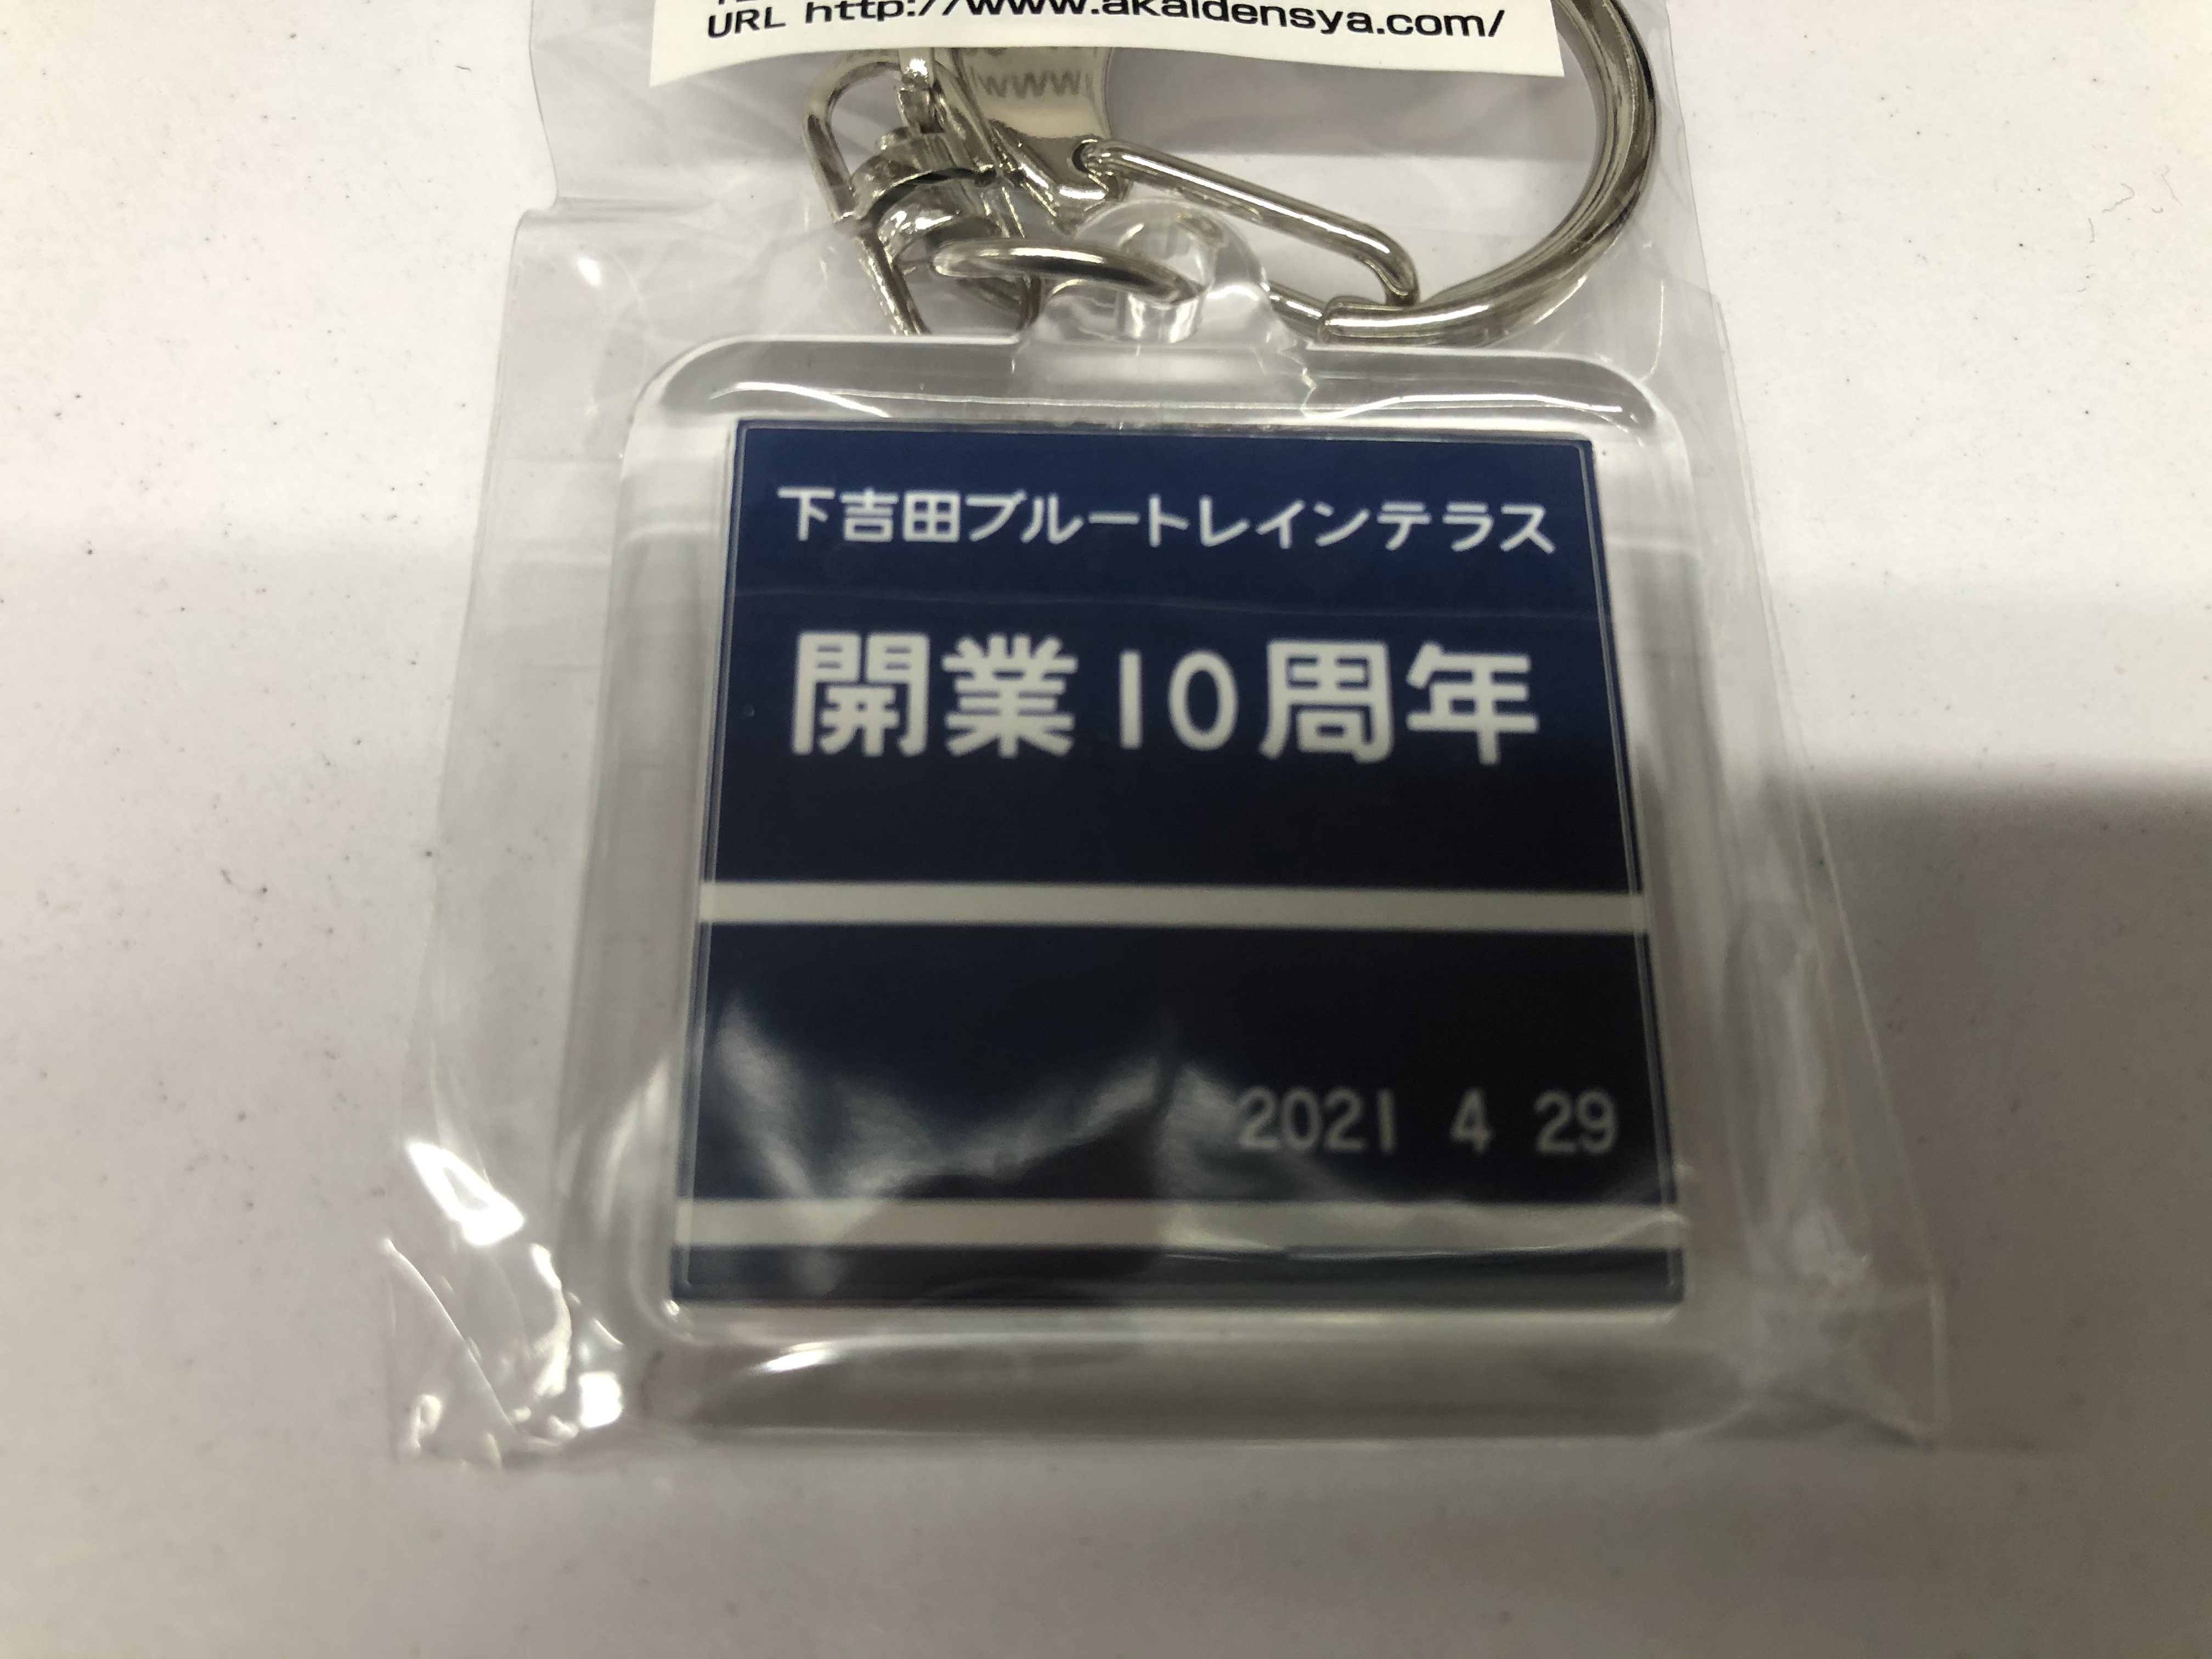 URL http://www.akaidensya.com/
www
下吉田ブルートレインテラス
開業10周年
2021 4 29